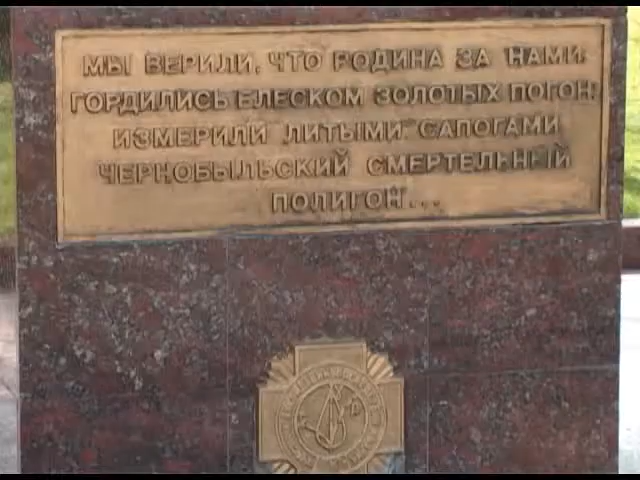 МЫ ВЕРИЛИ, ЧТО РОДИНА ЗА НАМИ,
ГОРДИЛИСЬ БЛЕСКОМ ЗОЛОТЫХ ПОГОН,
ИЗМЕРИЛИ ЛИТЫМИ САПОГАМИ
ЧЕРНОБЫЛЬСКИЙ СМЕРТЕЛЬНЫЙ
ПОЛИГОН...